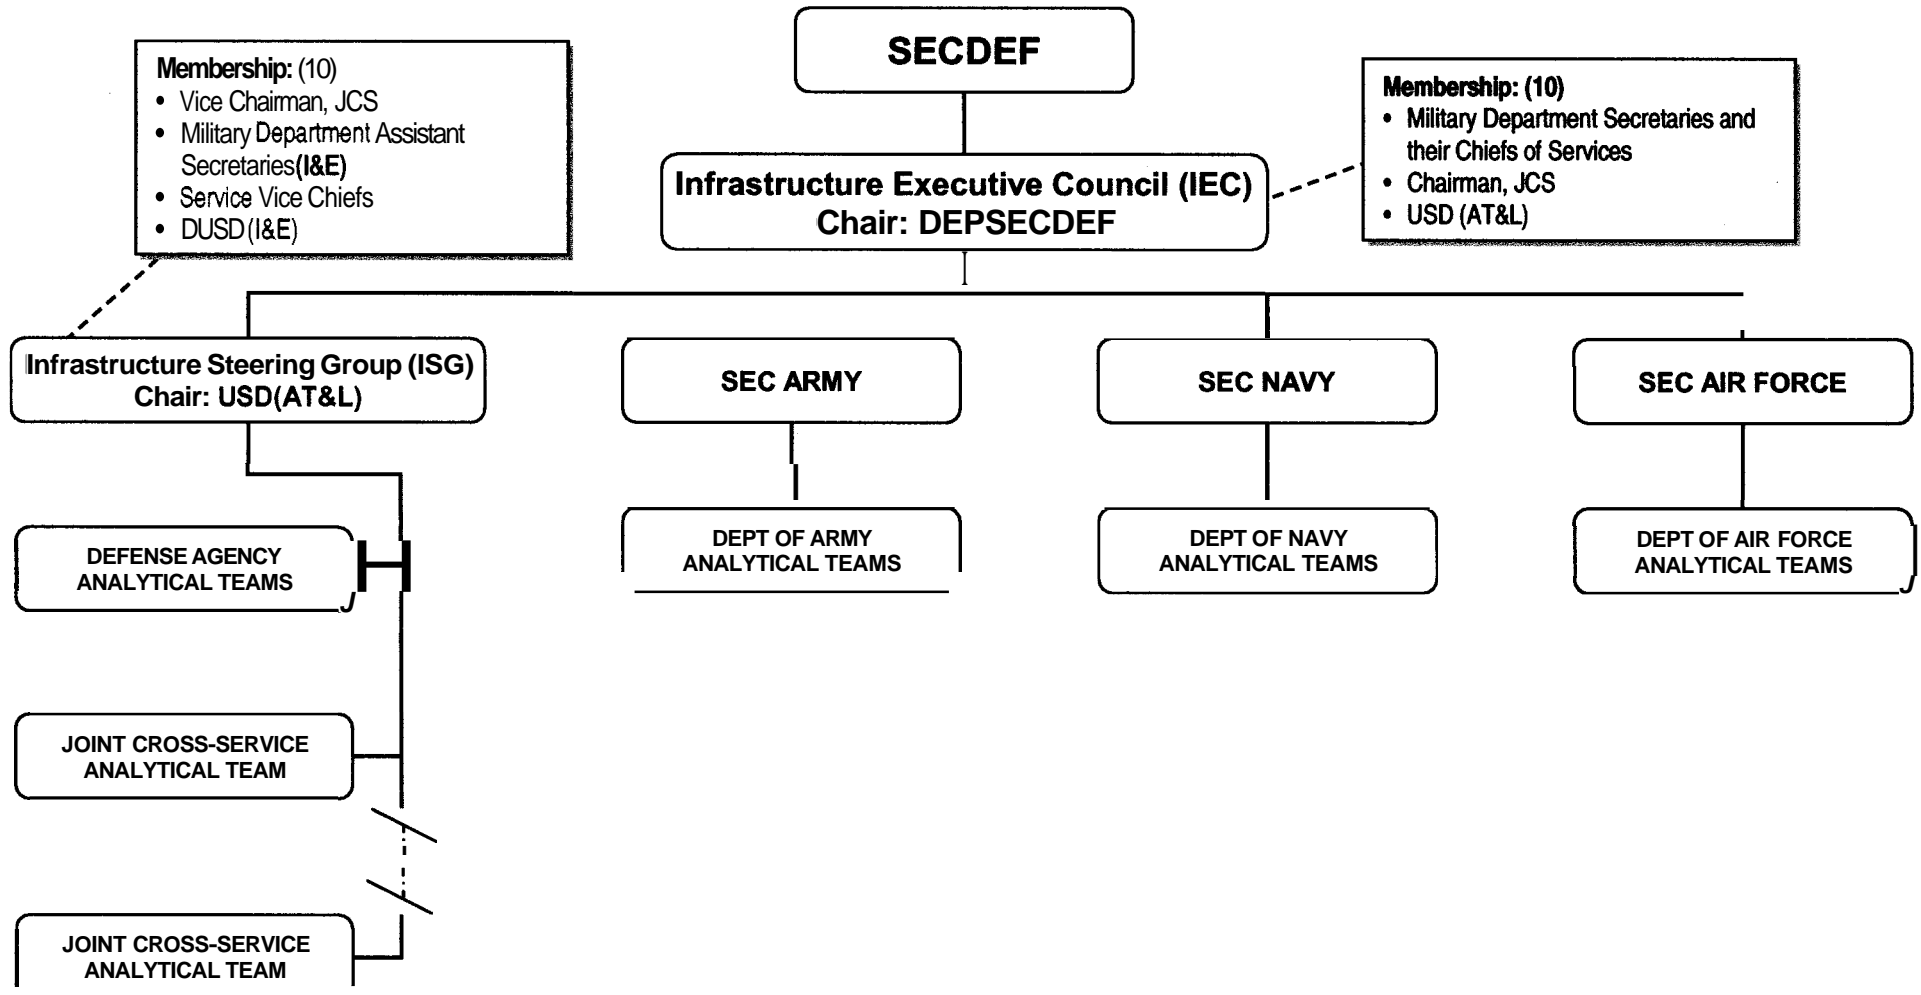 SECDEF
Membership: (10)
• Vice Chairman, JCS
• Military Department Assistant
Secretaries (I&E)
• Service Vice Chiefs
• DUSD (I&E)
Membership: (10)
• Military Department Secretaries and
their Chiefs of Services
• Chairman, JCS
• USD (AT&L)
Infrastructure Executive Council (IEC)
Chair: DEPSECDEF
Infrastructure Steering Group (ISG)
Chair: USD(AT&L)
SEC ARMY
SEC NAVY
SEC AIR FORCE
DEFENSE AGENCY
ANALYTICAL TEAMS
DEPT OF ARMY
ANALYTICAL TEAMS
DEPT OF NAVY
ANALYTICAL TEAMS
DEPT OF AIR FORCE
ANALYTICAL TEAMS
JOINT CROSS-SERVICE
ANALYTICAL TEAM
JOINT CROSS-SERVICE
ANALYTICAL TEAM